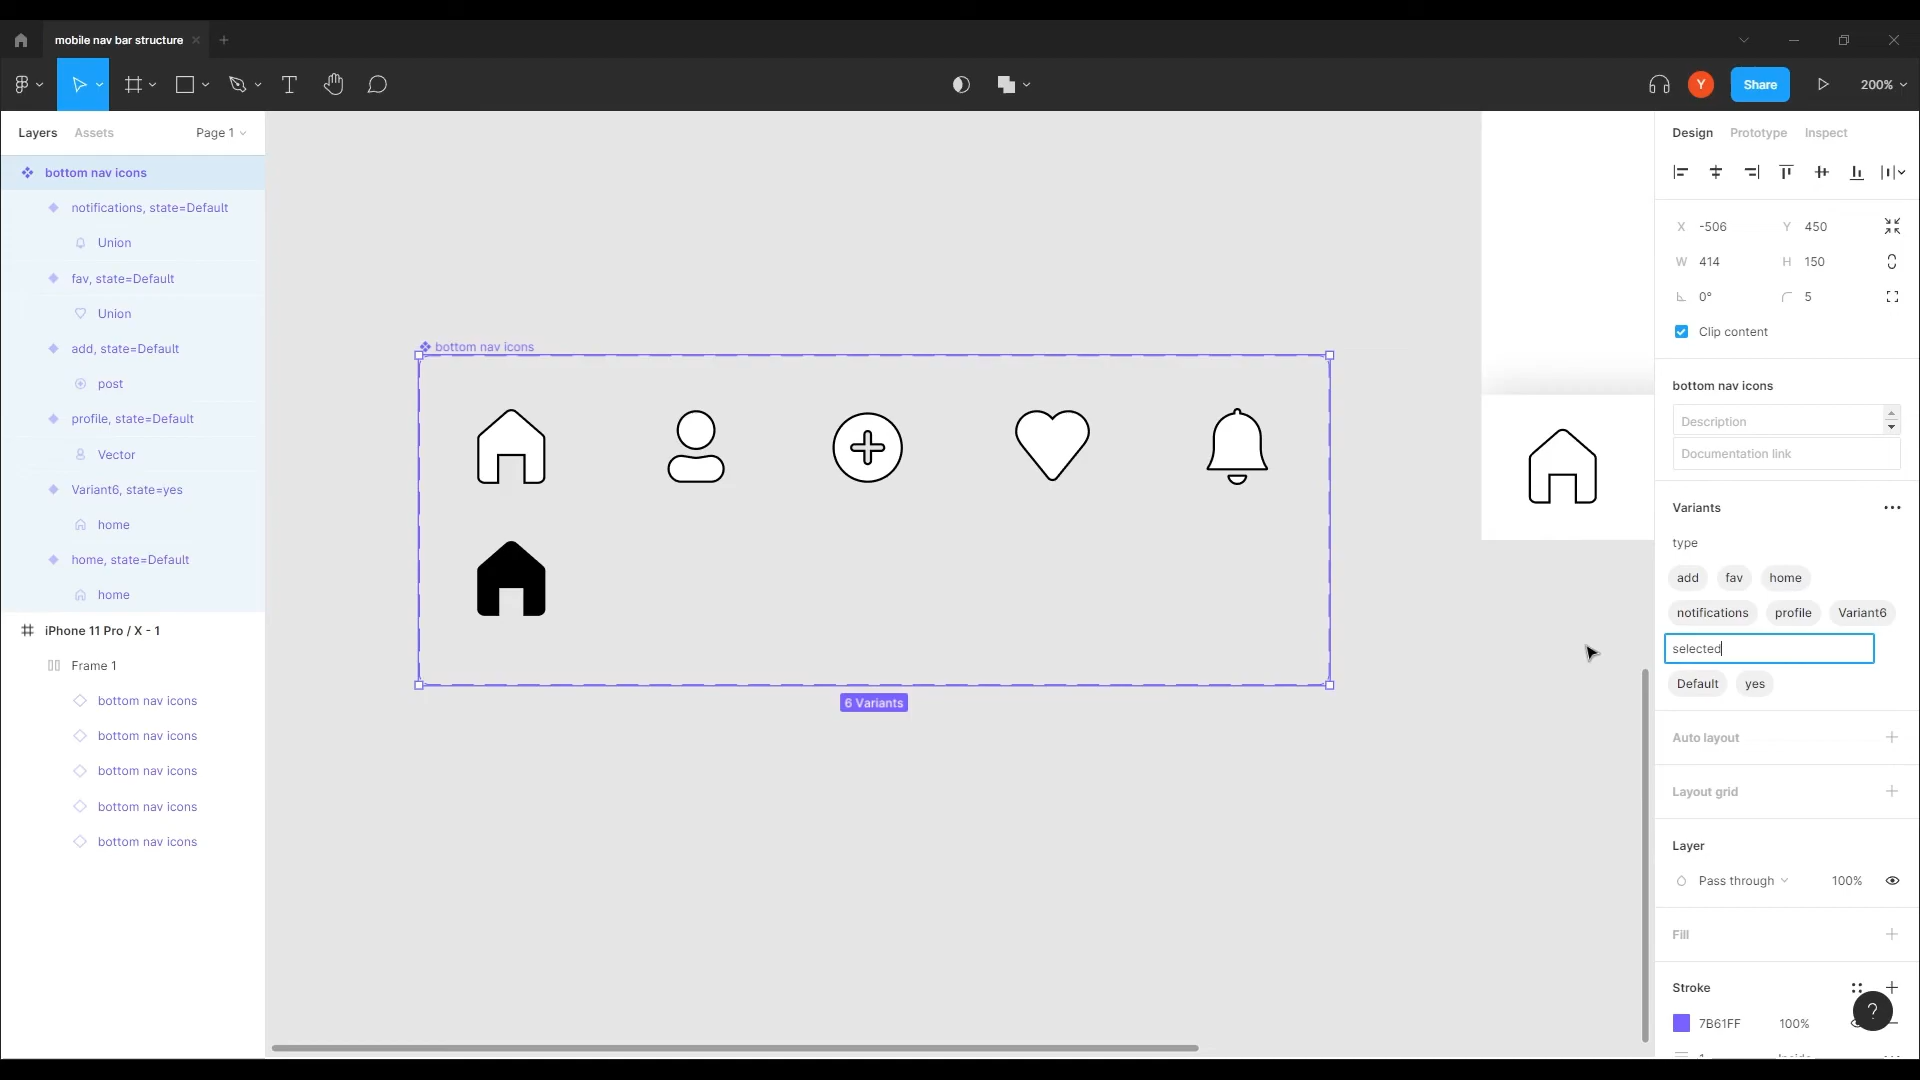 mobile nav bar structure
Share
Y
200%
Layers
Assets
Page 1
bottom nav icons
notifications, state=Default
Union
fav, state=Default
Union
add, state=Default
post
profile, state=Default
Vector
Variant6, state=yes
home
home, state=Default
home
iPhone 11 Pro / X - 1
Frame 1
bottom nav icons
bottom nav icons
bottom nav icons
bottom nav icons
bottom nav icons
bottom nav icons
6 Variants
Design Prototype Inspect
X -506 Y 450
W 414 H 150
0° 5
Clip content
bottom nav icons
Description
Documentation link
Variants
type
add fav home
notifications profile Variant6
selected
Default yes
Auto layout
Layout grid
Layer
Pass through 100%
Fill
Stroke
7B61FF 100%
?